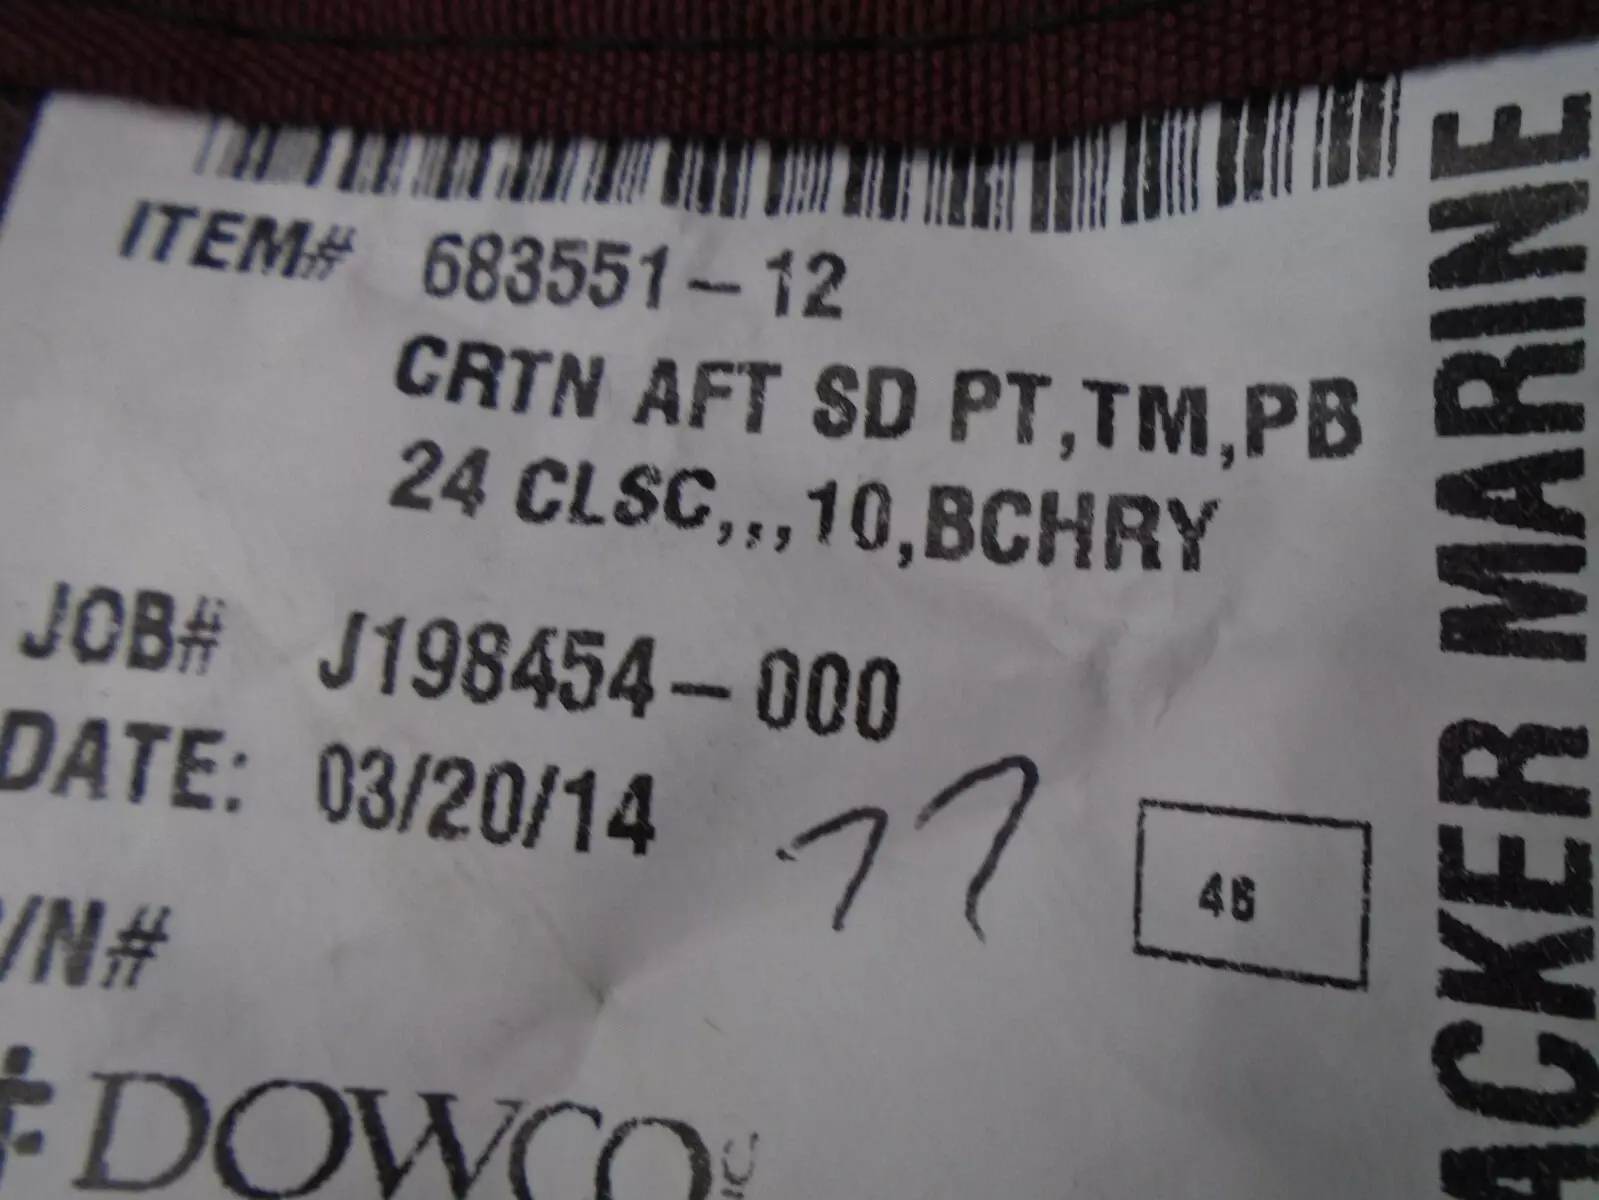 ITEM# 683551-12
CRTN AFT SD PT,TM,PB
24 CLSC,,,10,BCHRY
JOB# J198454-000
DATE: 03/20/14
77
46
/N#
DOWCO
ACKER MARINE